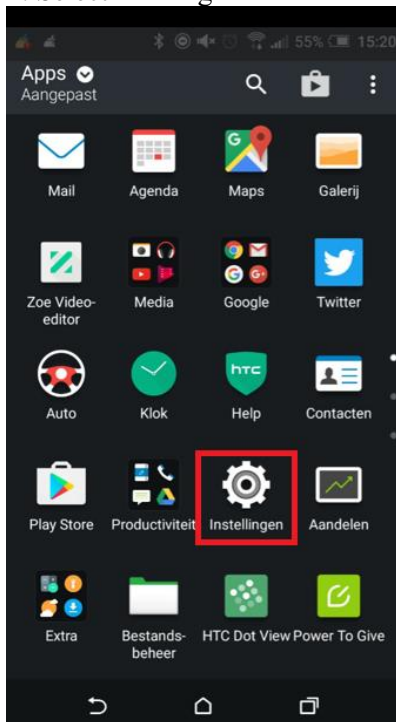 55% 15:20
Apps
Aangepast
Mail Agenda Maps Galerij
Zoe Video-
editor Media Google Twitter
hTC
Auto Klok Help Contacten
Play Store Productiviteit Instellingen Aandelen
Extra Bestands-
beheer HTC Dot View Power To Give